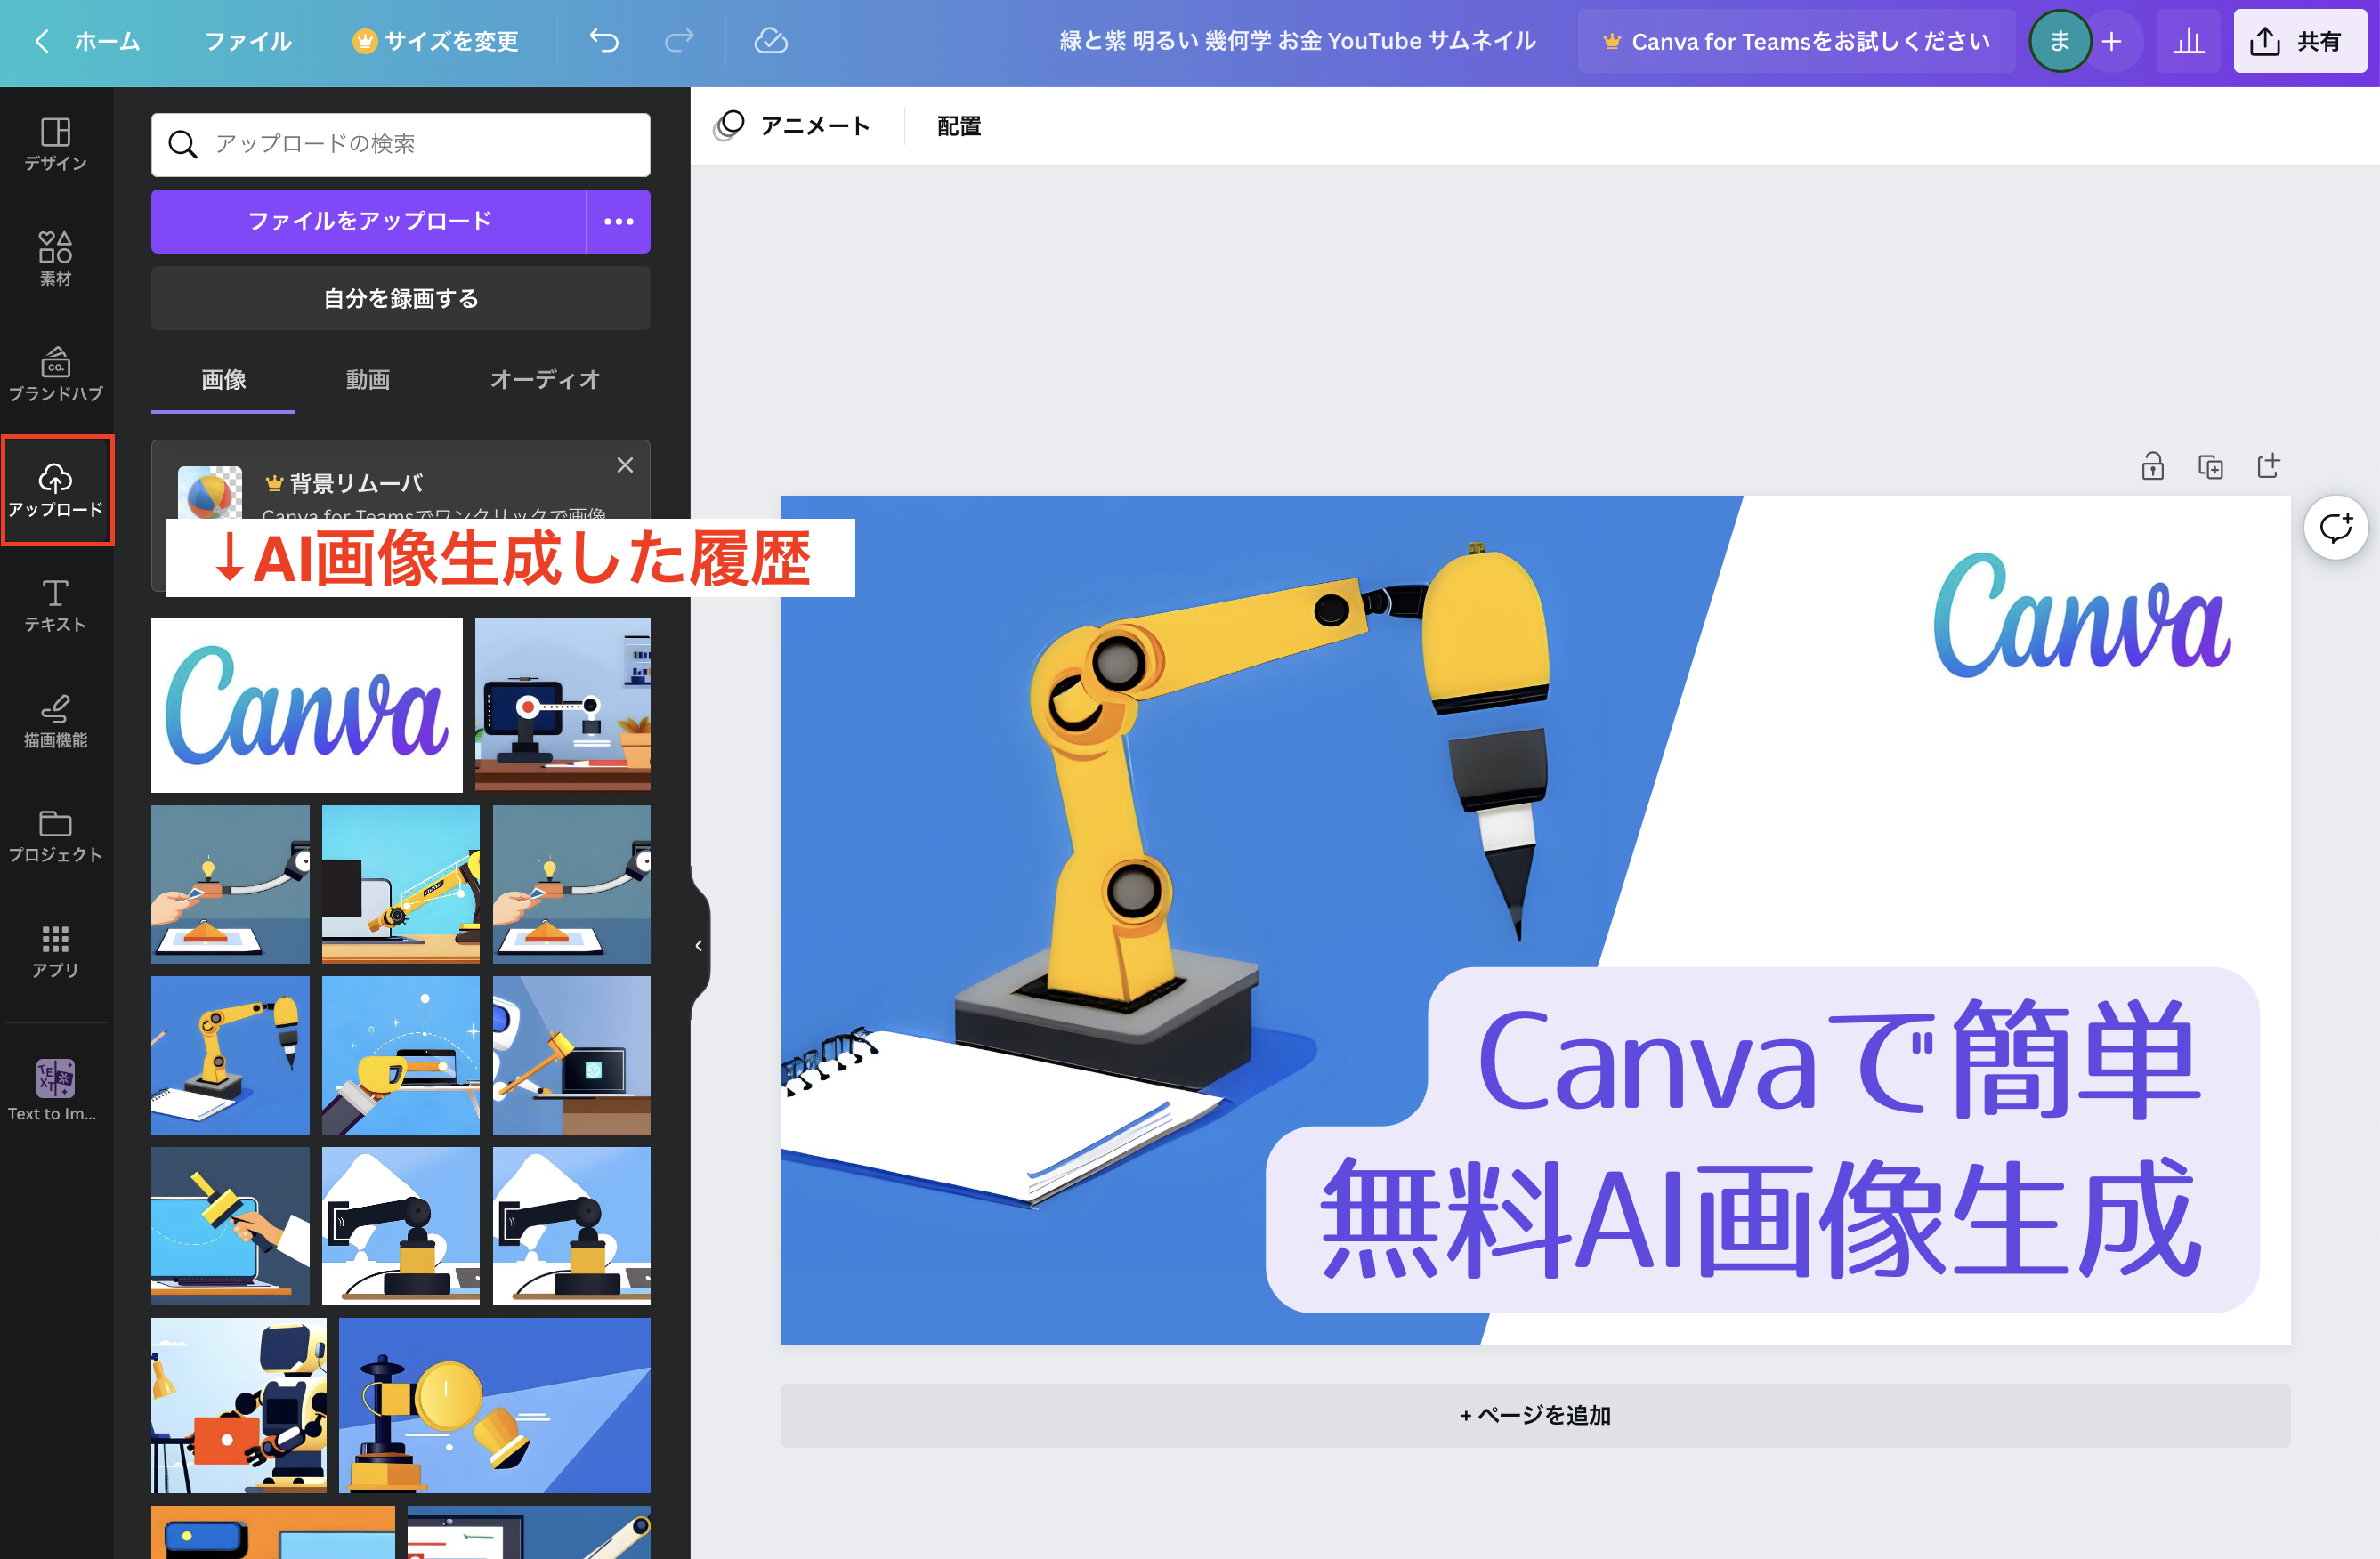 ホーム
ファイル
サイズを変更
緑と紫 明るい 幾何学 お金 YouTube サムネイル
Canva for Teamsをお試しください
ま
共有
デザイン
素材
CO.
ブランドハブ
アップロード
テキスト
描画機能
プロジェクト
アプリ
TEXT
Text to Im...
アップロードの検索
ファイルをアップロード
自分を録画する
画像
動画
オーディオ
背景リムーバ
Canva for Teamsでワンクリックで画像
↓AI画像生成した履歴
Canva
アニメート
配置
Canva
Canvaで簡単
無料AI画像生成
+ ページを追加